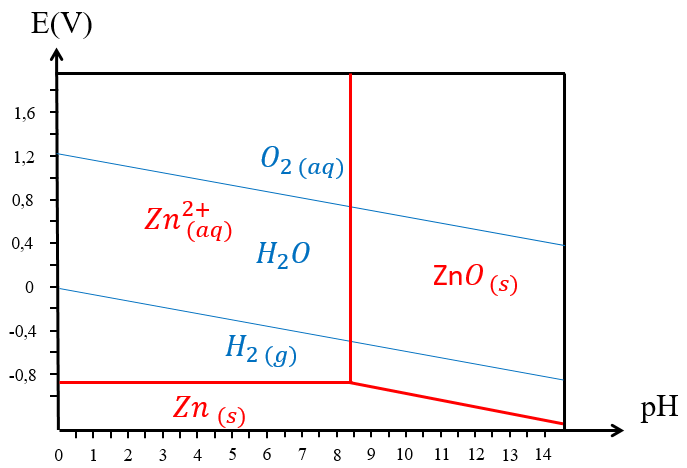 E(V)
1,6
1,2
0,8
0,4
0
-0,4
-0,8
O₂ (aq)
Zn²⁺(aq)
H₂O
ZnO (s)
H₂ (g)
Zn (s)
pH
0 1 2 3 4 5 6 7 8 9 10 11 12 13 14